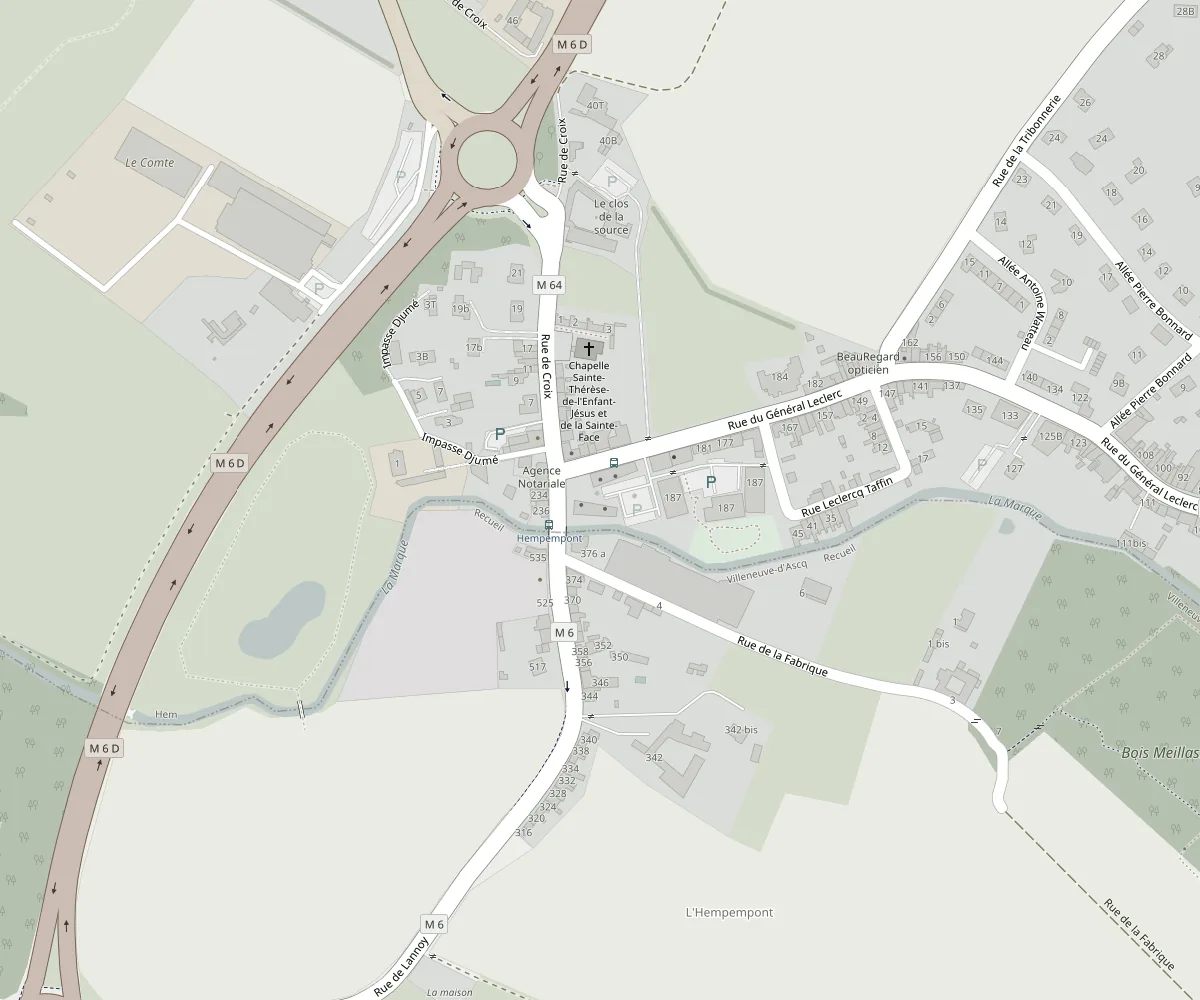 de Croix
46
M 6 D
28B
28
40T
40B
Rue de Croix
Rue de la Tribonnerie
26
24
24
20
23
18
21
16
19
14
12
17
10
Le Comte
P
P
P
Le clos
de la
source
14
12
15
11
7
1
10
8
2
6
2
Allée Antoine Watteau
Allée Pierre Bonnard
Allée Pierre Bonnard
M 64
21
3T
19b
19
1
2
3
17b
17
3B
11
9
5
7
7
3
Impasse Djumé
Impasse Djumé
Rue de Croix
Chapelle
Sainte-
Thérèse-
de-l'Enfant-
Jésus et
de la Sainte-
Face
BeauRegard
opticien
162
156
150
144
184
182
149
147
141
137
140
134
122
9B
157
167
2
4
8
12
15
17
135
133
125B
123
127
108
100
92
111
111bis
Rue du Général Leclerc
Rue du Général Leclerc
177
181
P
P
P
P
187
187
187
Rue Leclercq Taffin
45
41
35
1
Agence
Notariale
234
236
M 6 D
Recueil
Hempempont
La Marque
La Marque
Recueil
Villeneuve-d'Ascq
Villeneuve
535
376 a
374
525
370
4
6
M 6
352
358
356
350
517
346
344
Rue de la Fabrique
1
1 bis
3
7
Hem
M 6 D
340
338
342 bis
342
334
332
328
324
320
316
Bois Meillas
L'Hempempont
M 6
Rue de Lannoy
Rue de la Fabrique
La maison